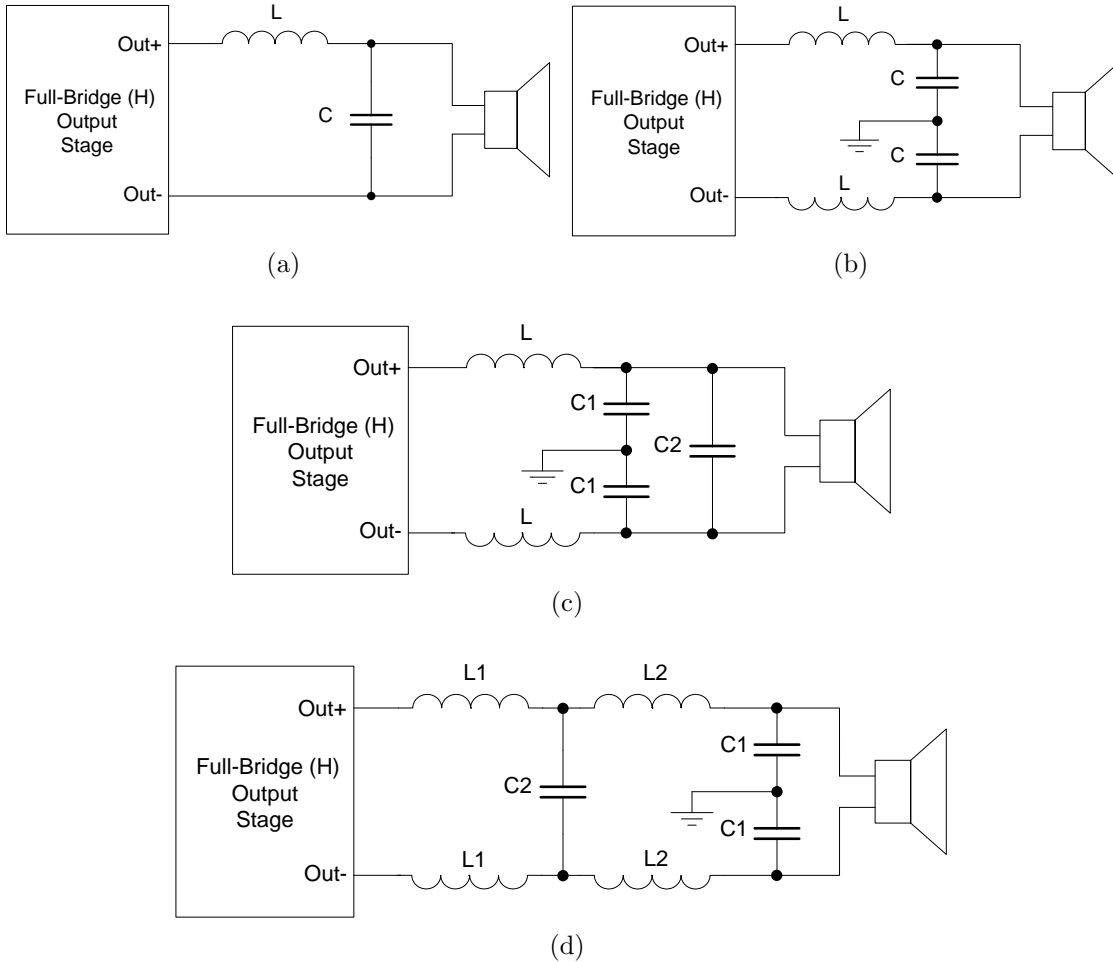 L
Out+
Full-Bridge (H)
Output
Stage
C
Out-
(a)
L
Out+
C
Full-Bridge (H)
Output
Stage
C
L
Out-
(b)
L
Out+
C1
Full-Bridge (H)
Output
Stage
C2
C1
L
Out-
(c)
L1
L2
Out+
C1
Full-Bridge (H)
Output
Stage
C2
C1
L1
L2
Out-
(d)